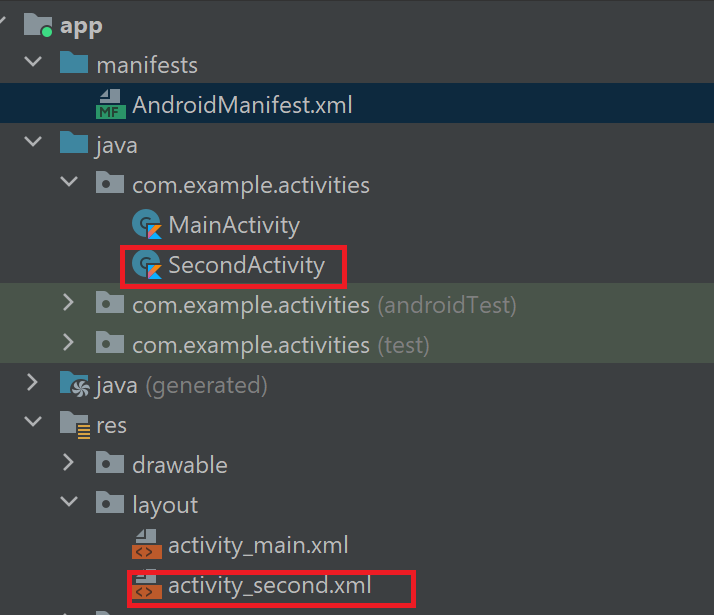 app
manifests
MF AndroidManifest.xml
java
com.example.activities
C MainActivity
C SecondActivity
com.example.activities (androidTest)
com.example.activities (test)
java (generated)
res
drawable
layout
<> activity_main.xml
<> activity_second.xml